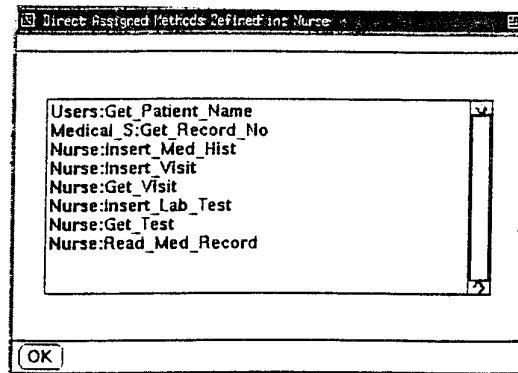 Direct Assigned Methods Defined in: Nurse
Users:Get_Patient_Name
Medical_S:Get_Record_No
Nurse:Insert_Med_Hist
Nurse:Insert_Visit
Nurse:Get_Visit
Nurse:Insert_Lab_Test
Nurse:Get_Test
Nurse:Read_Med_Record
OK